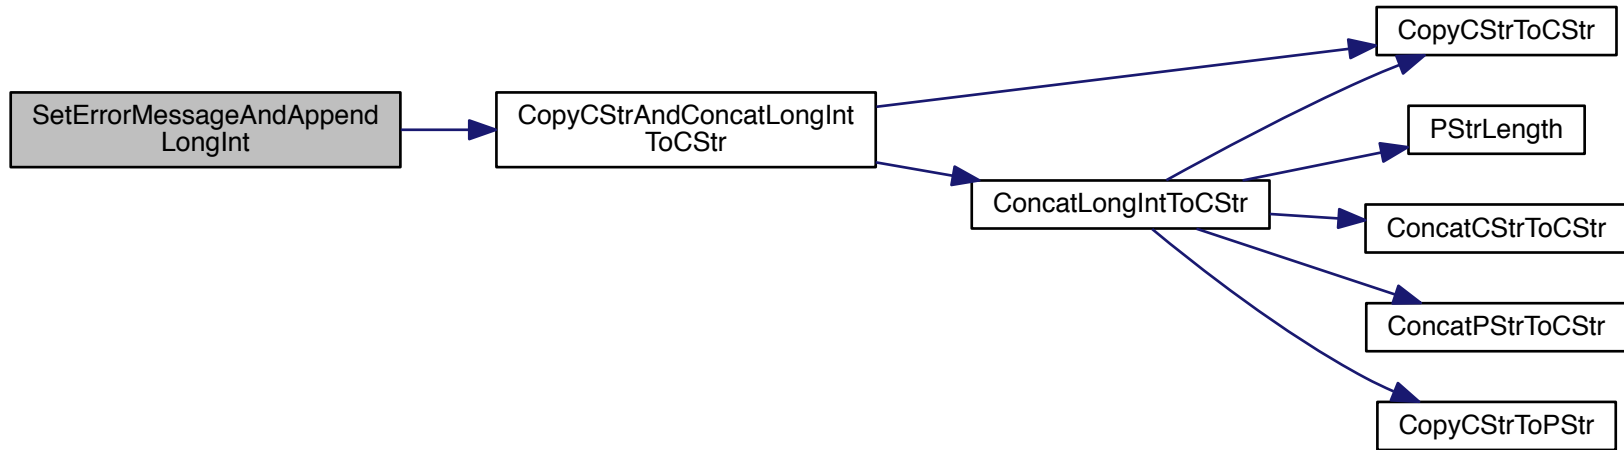 SetErrorMessageAndAppend
LongInt
CopyCStrAndConcatLongInt
ToCStr
CopyCStrToCStr
PStrLength
ConcatLongIntToCStr
ConcatCStrToCStr
ConcatPStrToCStr
CopyCStrToPStr